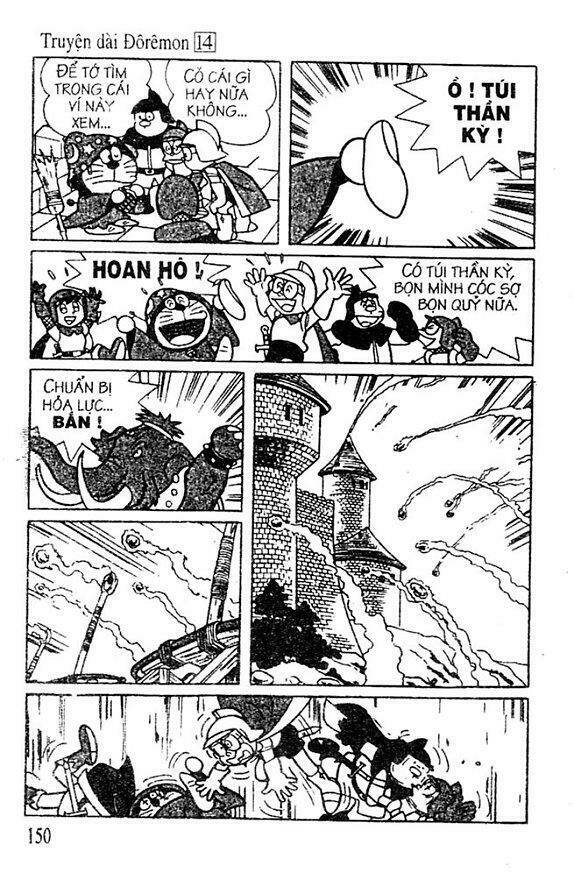 Truyện dài Đôrêmon 14
ĐỂ TỚ TÌM
TRONG CÁI
VÍ NÀY
XEM...
CÓ CÁI GÌ
HAY NỮA
KHÔNG...
Ồ ! TÚI
THẦN
KỲ !
HOAN HÔ !
CÓ TÚI THẦN KỲ,
BỌN MÌNH CÓC SỢ
BỌN QUỶ NỮA.
CHUẨN BỊ
HỎA LỰC...
BẮN !
150